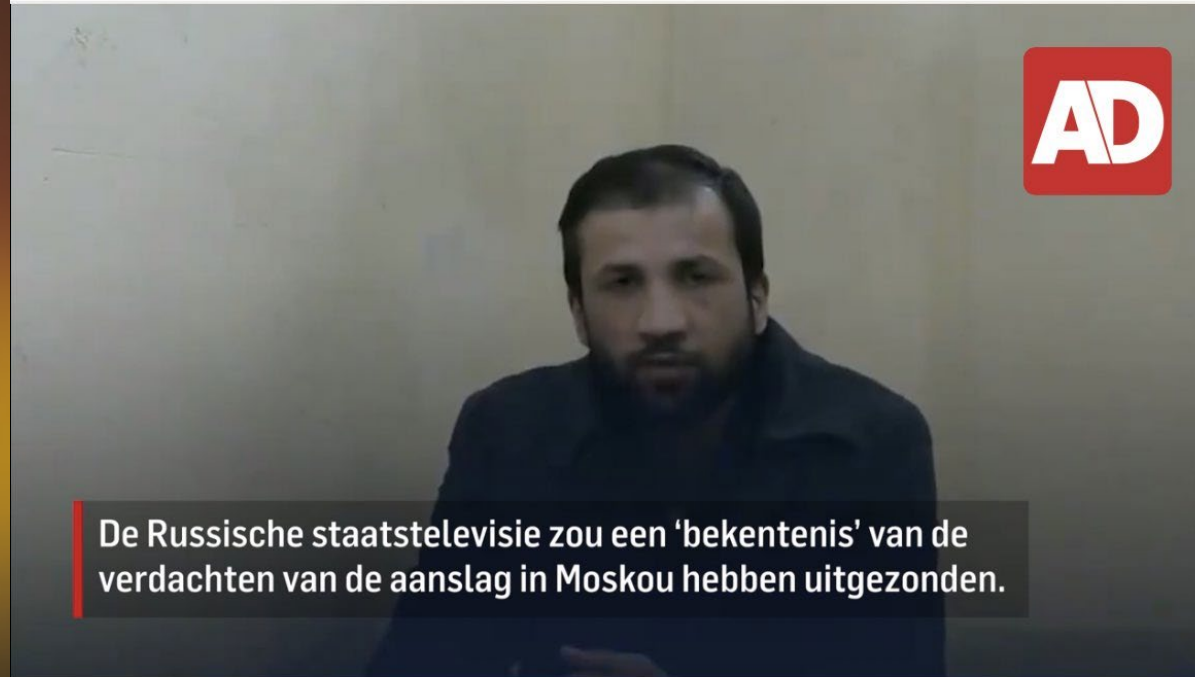 AD
De Russische staatstelevisie zou een ‘bekentenis’ van de
verdachten van de aanslag in Moskou hebben uitgezonden.